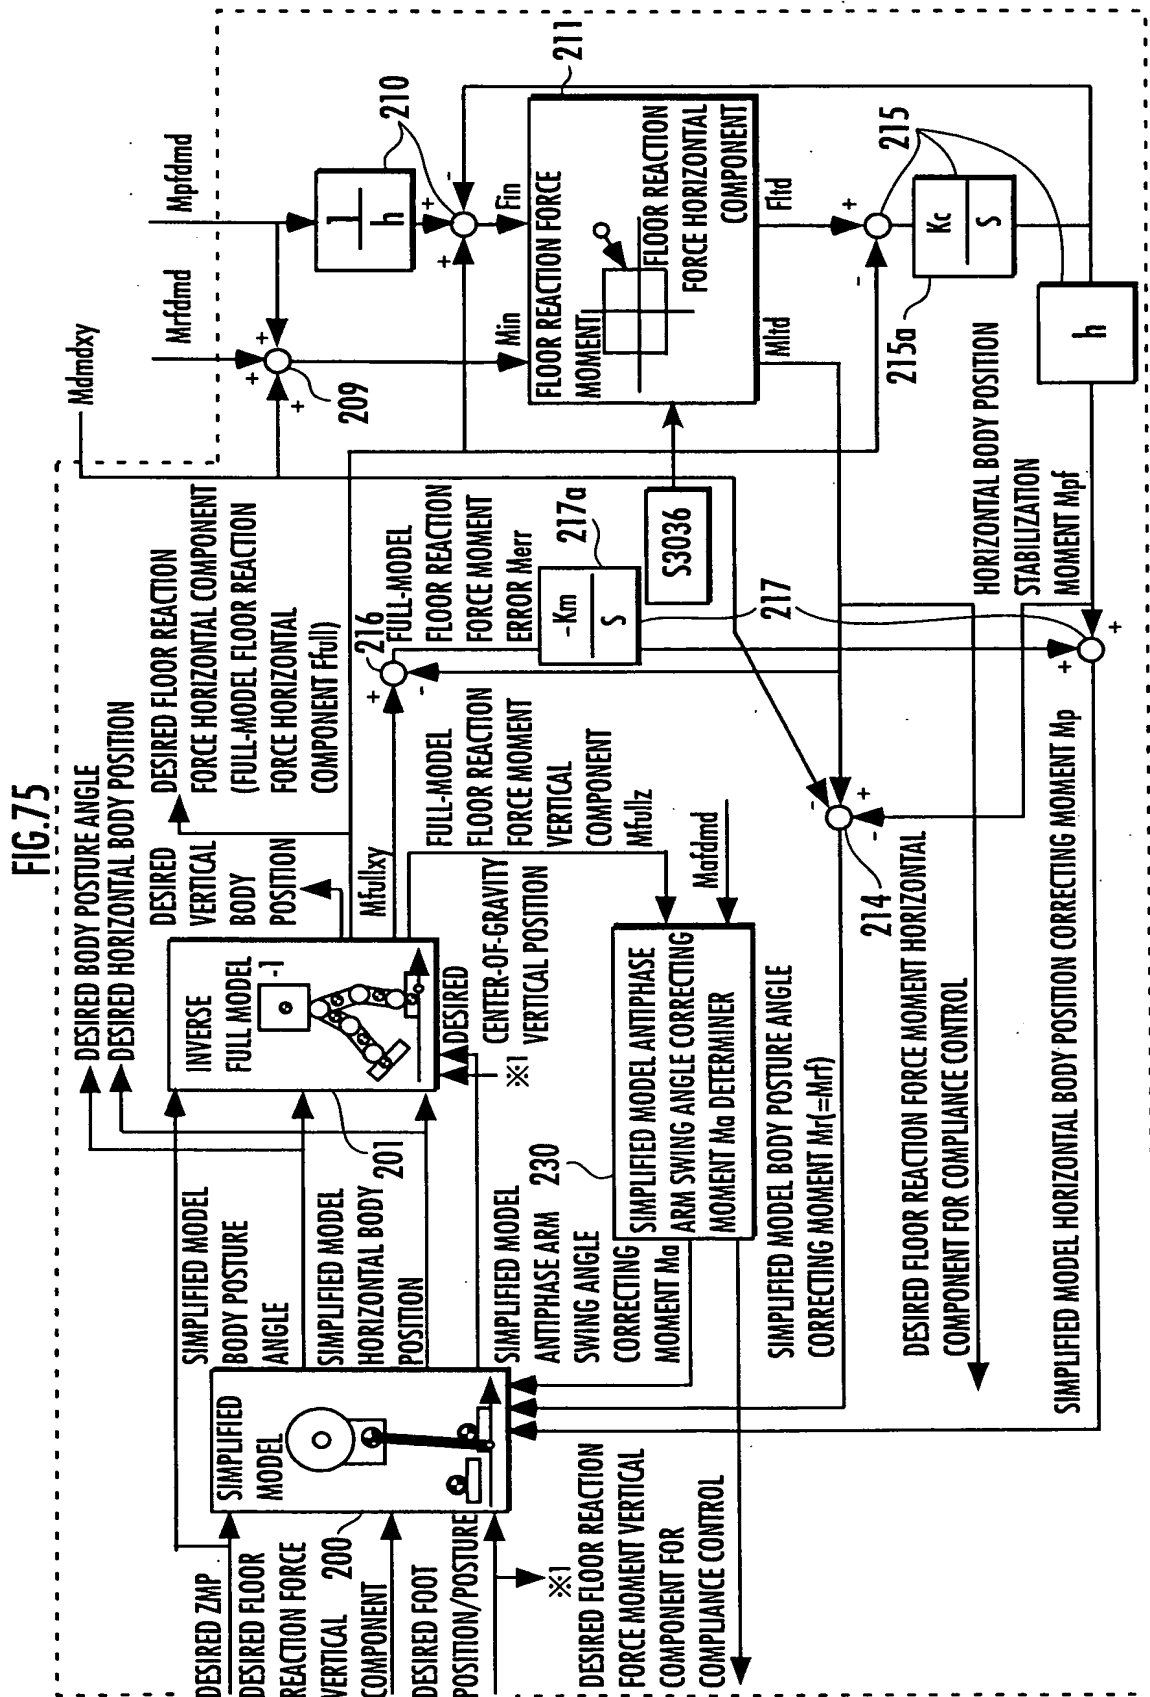 FIG.75
DESIRED BODY POSTURE ANGLE
DESIRED HORIZONTAL BODY POSITION
DESIRED
VERTICAL
BODY
POSITION
DESIRED FLOOR REACTION
FORCE HORIZONTAL COMPONENT
(FULL-MODEL FLOOR REACTION
FORCE HORIZONTAL
COMPONENT Ffull)
Mdmdxy
Mrfdmd
Mpfdmd
DESIRED ZMP
DESIRED FLOOR
REACTION FORCE
VERTICAL
COMPONENT
DESIRED FOOT
POSITION/POSTURE
200
※1
SIMPLIFIED
MODEL
SIMPLIFIED MODEL
BODY POSTURE
ANGLE
SIMPLIFIED MODEL
HORIZONTAL BODY
POSITION
201
INVERSE
FULL MODEL
-1
※1
DESIRED
CENTER-OF-GRAVITY
VERTICAL POSITION
Mfullxy
+
-
216
FULL-MODEL
FLOOR REACTION
FORCE MOMENT
ERROR Merr
FULL-MODEL
FLOOR REACTION
FORCE MOMENT
VERTICAL
COMPONENT Mfullz
Mafdmd
217a
-Km
S
217
+
+
S3036
+
+
+
209
1
h
210
+
+
-
Min
Fin
FLOOR REACTION FORCE
MOMENT
FLOOR REACTION
FORCE HORIZONTAL
COMPONENT
211
Mltd
Fltd
+
-
215
215a
Kc
S
h
HORIZONTAL BODY POSITION
STABILIZATION
MOMENT Mpf
SIMPLIFIED MODEL
ANTIPHASE ARM
SWING ANGLE
CORRECTING
MOMENT Ma
230
SIMPLIFIED MODEL ANTIPHASE
ARM SWING ANGLE CORRECTING
MOMENT Ma DETERMINER
-
+
-
214
SIMPLIFIED MODEL BODY POSTURE ANGLE
CORRECTING MOMENT Mr(=Mrf)
DESIRED FLOOR REACTION FORCE MOMENT HORIZONTAL
COMPONENT FOR COMPLIANCE CONTROL
SIMPLIFIED MODEL HORIZONTAL BODY POSITION CORRECTING MOMENT Mp
DESIRED FLOOR REACTION
FORCE MOMENT VERTICAL
COMPONENT FOR
COMPLIANCE CONTROL